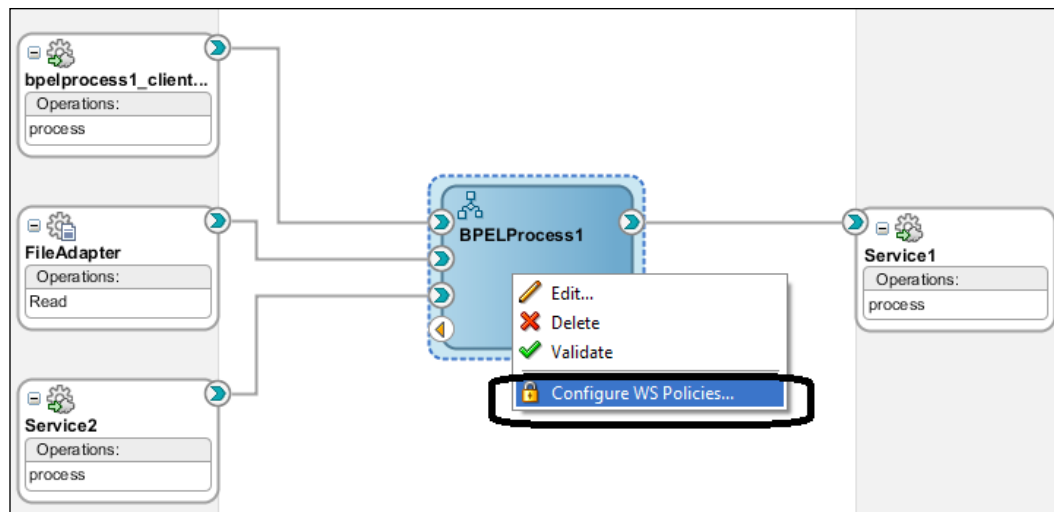 bpelprocess1_client...
Operations:
process
FileAdapter
Operations:
Read
Service2
Operations:
process
BPELProcess1
Edit...
Delete
Validate
Configure WS Policies...
Service1
Operations:
process